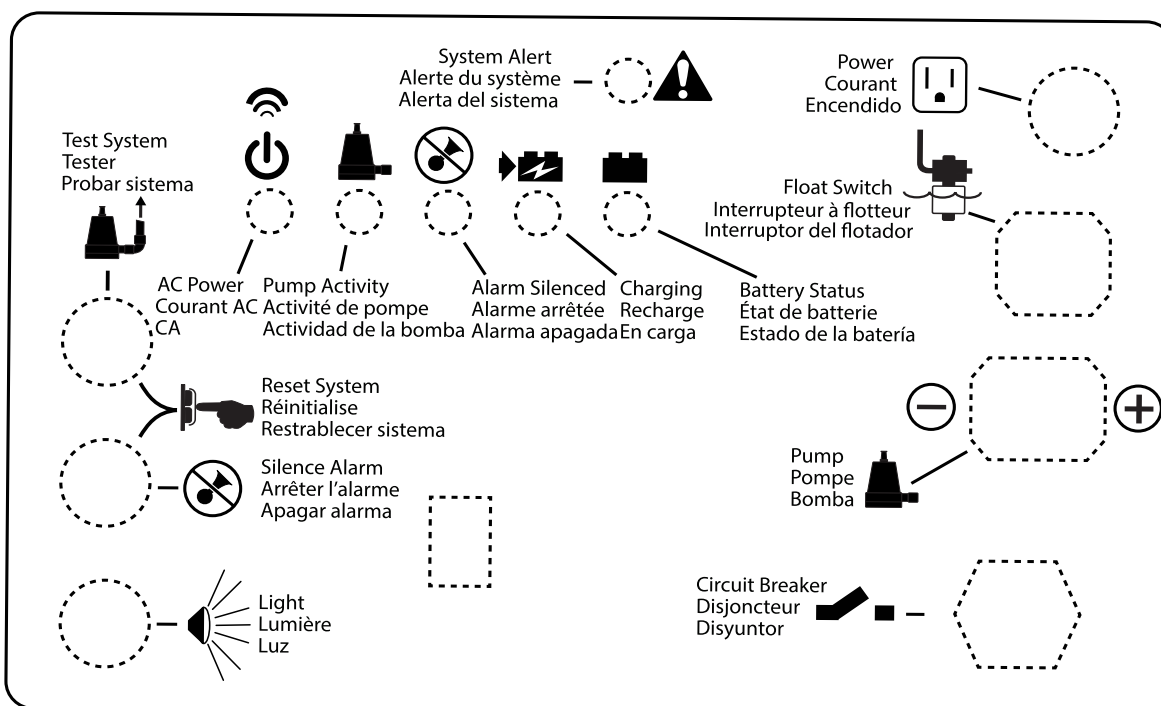 System Alert
Alerte du système
Alerta del sistema
Power
Courant
Encendido
Test System
Tester
Probar sistema
Float Switch
Interrupteur à flotteur
Interruptor del flotador
AC Power
Courant AC
CA
Pump Activity
Activité de pompe
Actividad de la bomba
Alarm Silenced
Alarme arrêtée
Alarma apagada
Charging
Recharge
En carga
Battery Status
État de batterie
Estado de la batería
Reset System
Réinitialise
Restrablecer sistema
Silence Alarm
Arrêter l'alarme
Apagar alarma
Pump
Pompe
Bomba
Light
Lumière
Luz
Circuit Breaker
Disjoncteur
Disyuntor